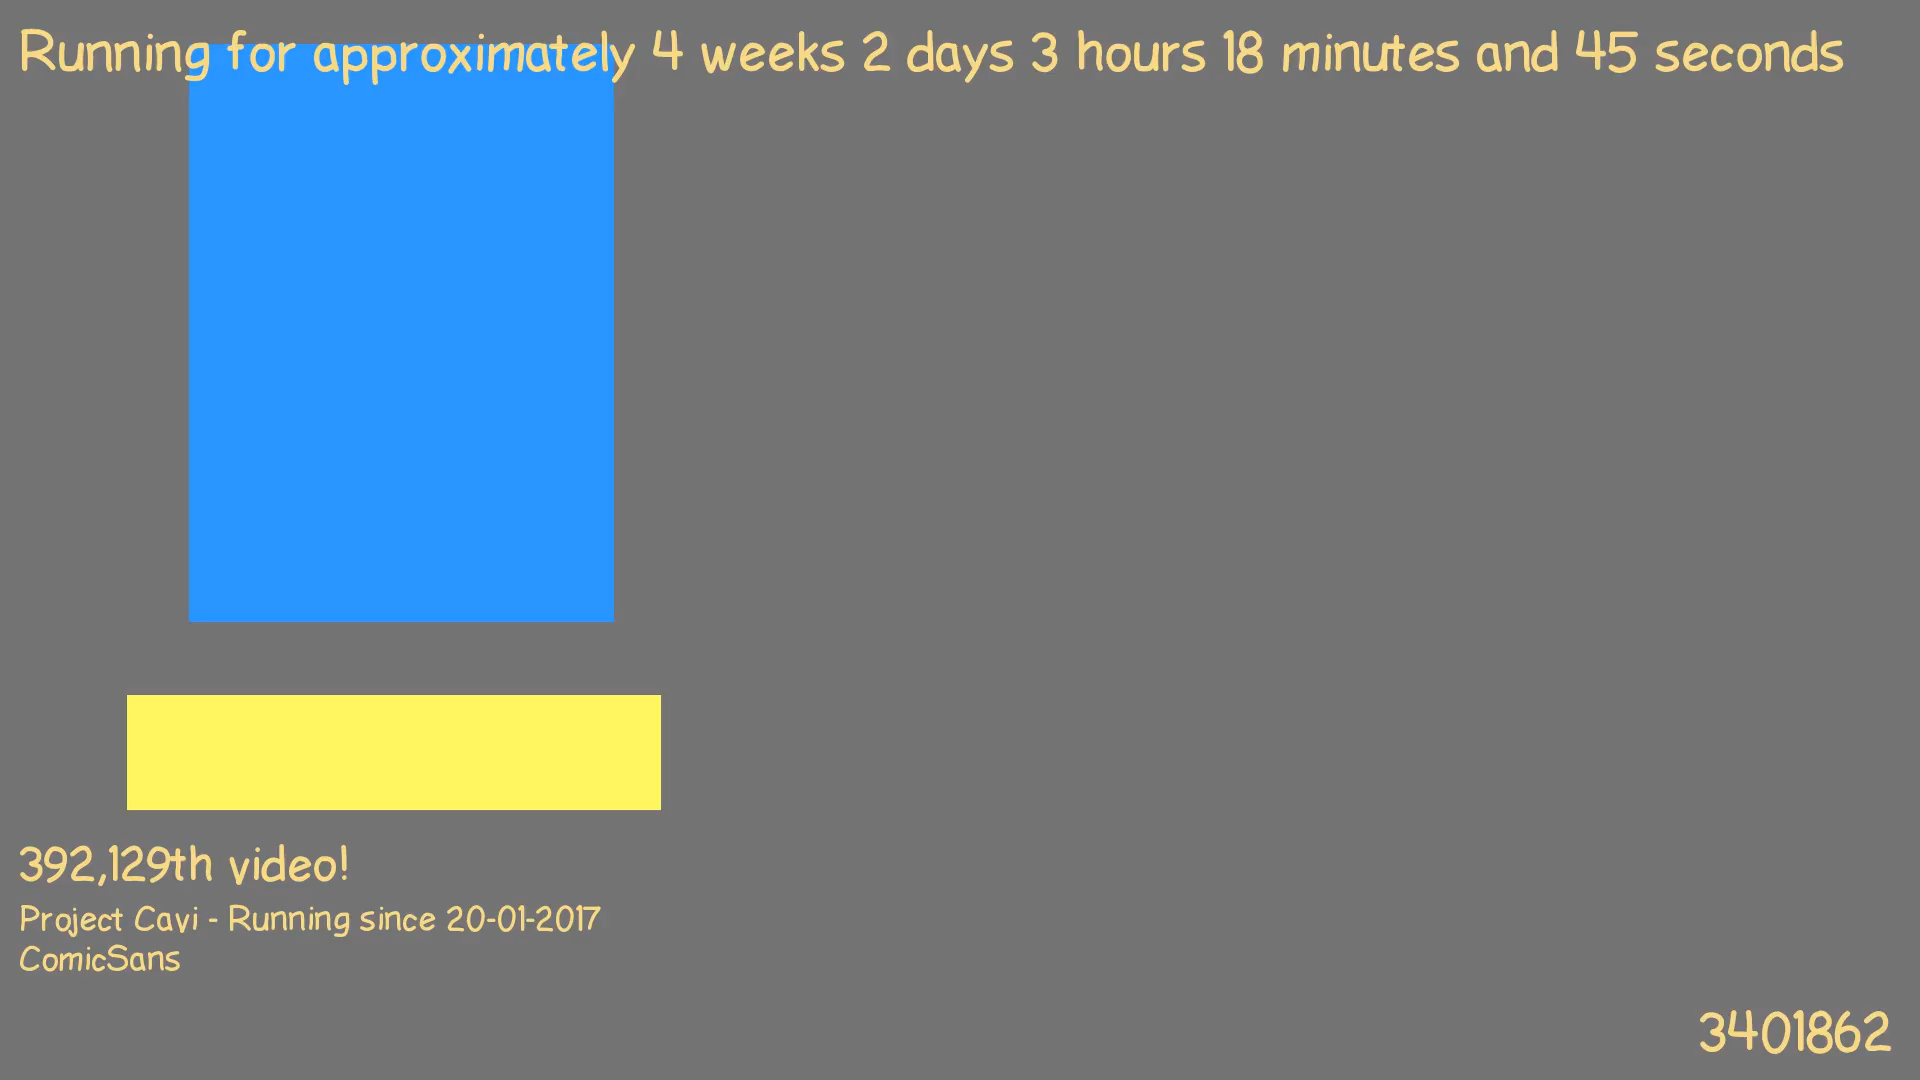 Running for approximately 4 weeks 2 days 3 hours 18 minutes and 45 seconds
392,129th video!
Project Cavi - Running since 20-01-2017
ComicSans
3401862